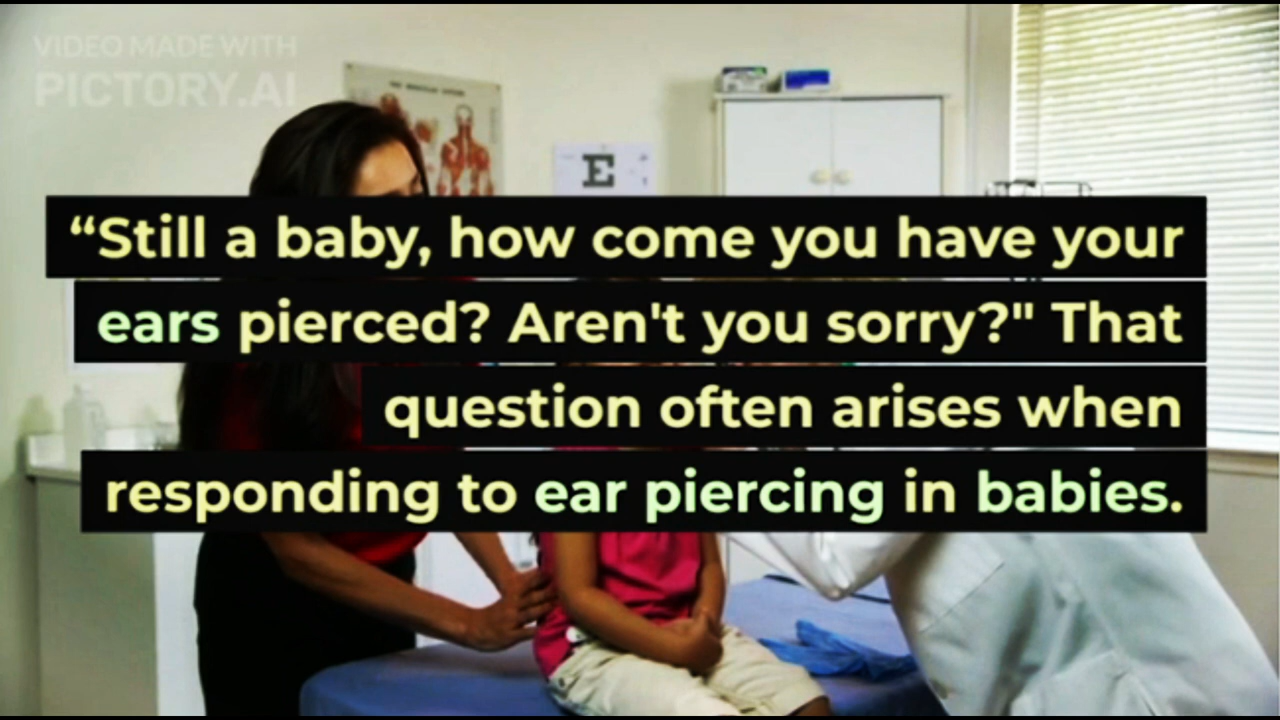 VIDEO MADE WITH
PICTORY.AI
E
“Still a baby, how come you have your
ears pierced? Aren't you sorry?" That
question often arises when
responding to ear piercing in babies.